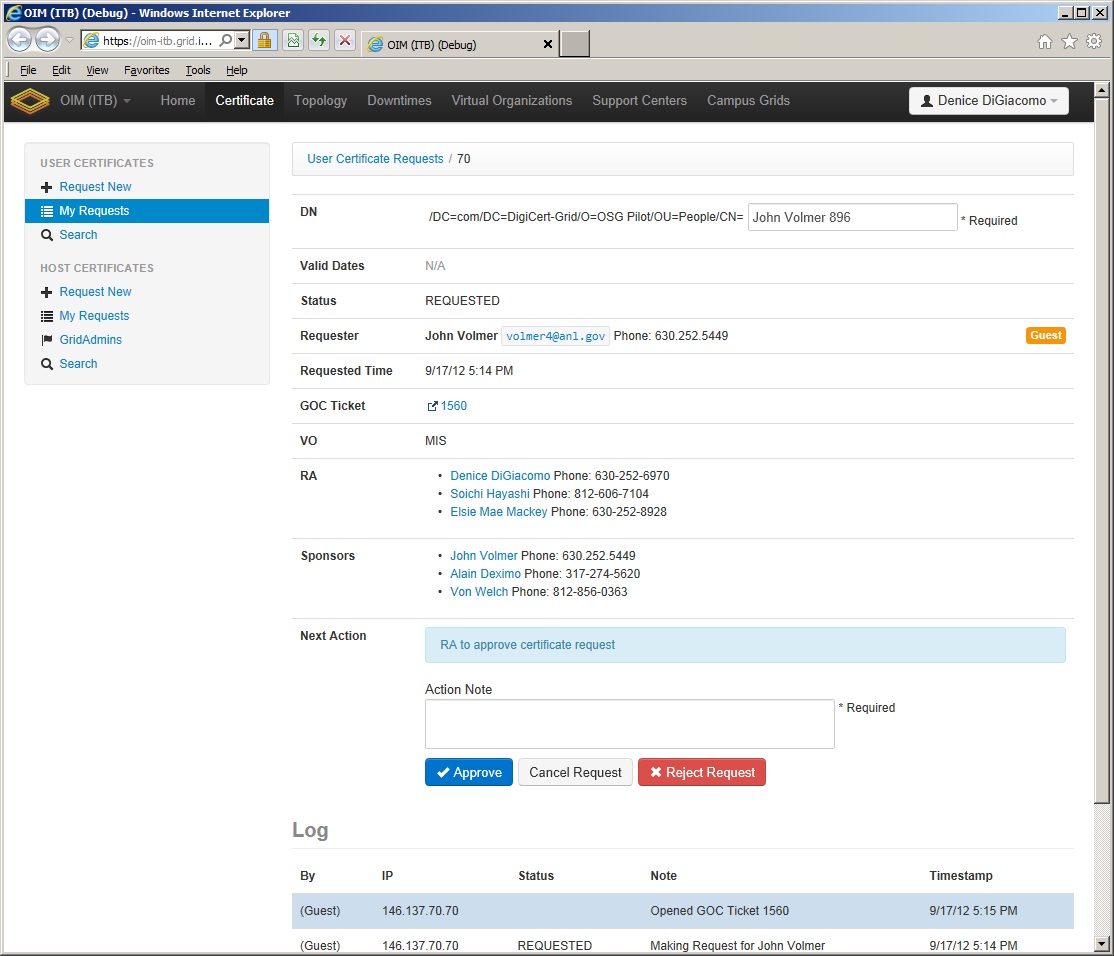 OIM (ITB) (Debug) - Windows Internet Explorer
https://oim-itb.grid.i... OIM (ITB) (Debug)
File Edit View Favorites Tools Help
OIM (ITB) Home Certificate Topology Downtimes Virtual Organizations Support Centers Campus Grids Denice DiGiacomo
USER CERTIFICATES
Request New
My Requests
Search
HOST CERTIFICATES
Request New
My Requests
GridAdmins
Search
User Certificate Requests / 70
DN /DC=com/DC=DigiCert-Grid/O=OSG Pilot/OU=People/CN= John Volmer 896 * Required
Valid Dates N/A
Status REQUESTED
Requester John Volmer volmer4@anl.gov Phone: 630.252.5449 Guest
Requested Time 9/17/12 5:14 PM
GOC Ticket 1560
VO MIS
RA • Denice DiGiacomo Phone: 630-252-6970
• Soichi Hayashi Phone: 812-606-7104
• Elsie Mae Mackey Phone: 630-252-8928
Sponsors • John Volmer Phone: 630.252.5449
• Alain Deximo Phone: 317-274-5620
• Von Welch Phone: 812-856-0363
Next Action RA to approve certificate request
Action Note
* Required
Approve Cancel Request Reject Request
Log
By IP Status Note Timestamp
(Guest) 146.137.70.70 Opened GOC Ticket 1560 9/17/12 5:15 PM
(Guest) 146.137.70.70 REQUESTED Making Request for John Volmer 9/17/12 5:14 PM